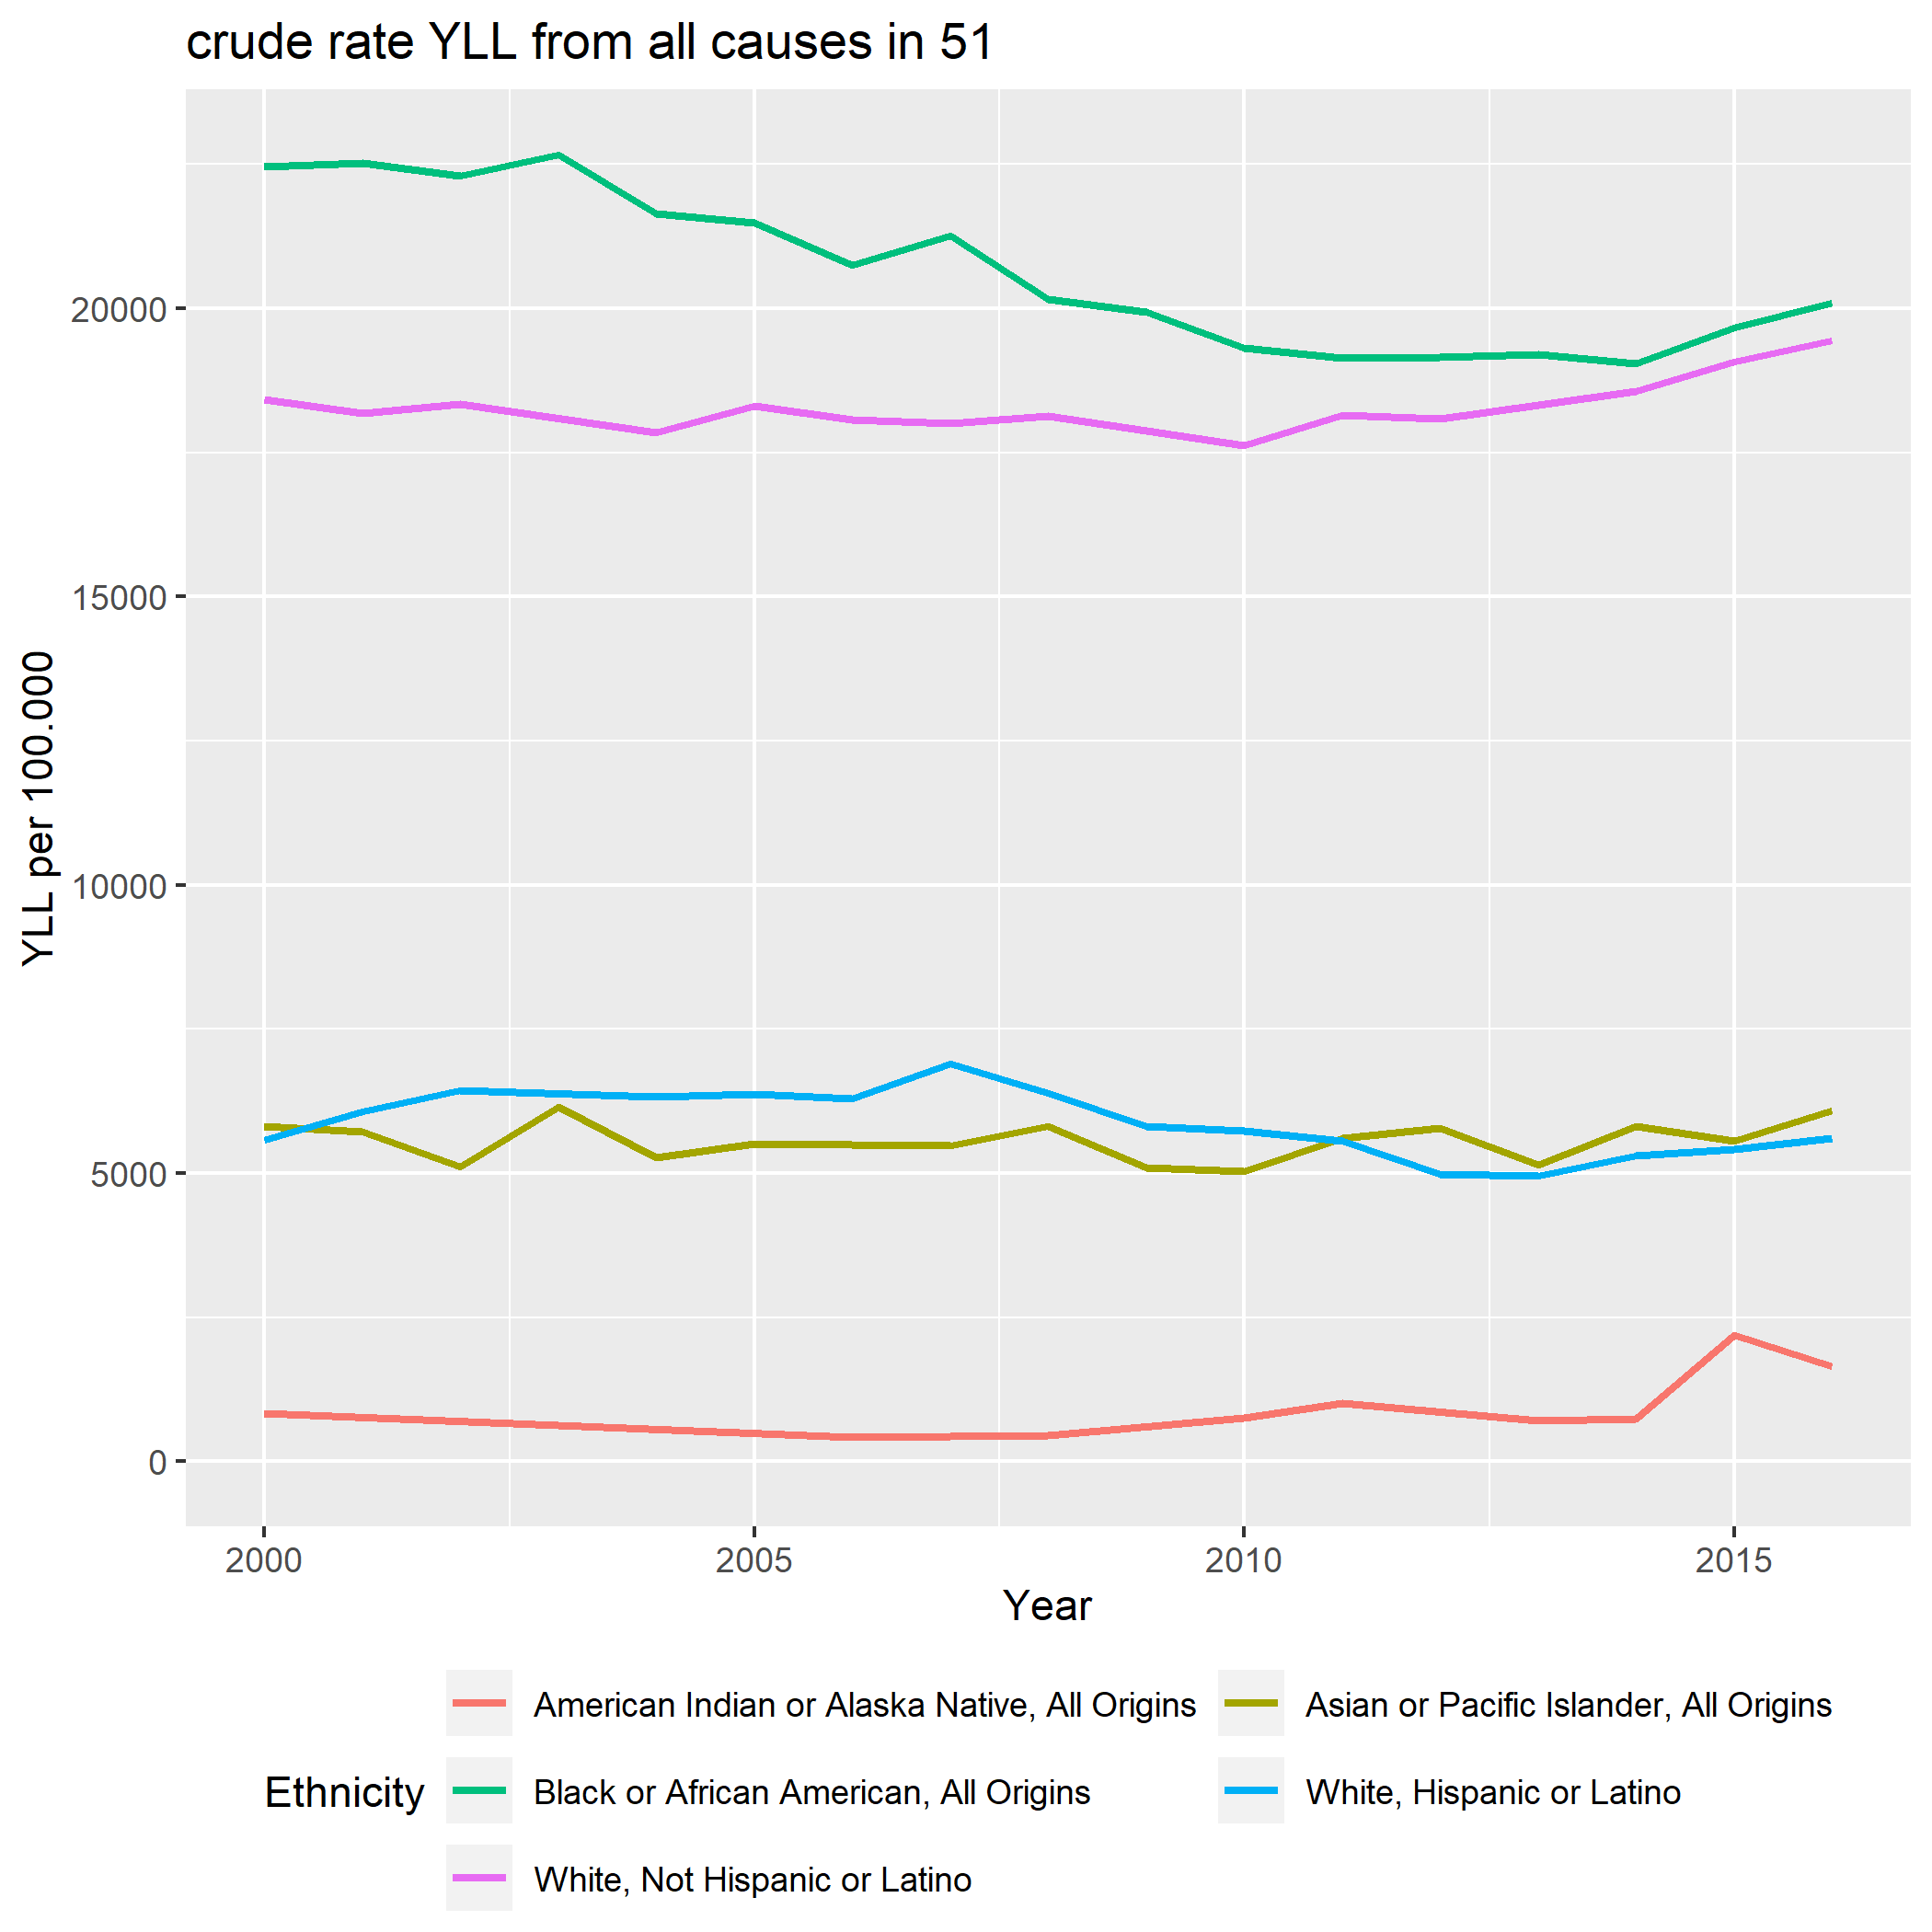 crude rate YLL from all causes in 51
YLL per 100.000
20000
15000
10000
5000
0
2000 2005 2010 2015
Year
Ethnicity
American Indian or Alaska Native, All Origins
Asian or Pacific Islander, All Origins
Black or African American, All Origins
White, Hispanic or Latino
White, Not Hispanic or Latino